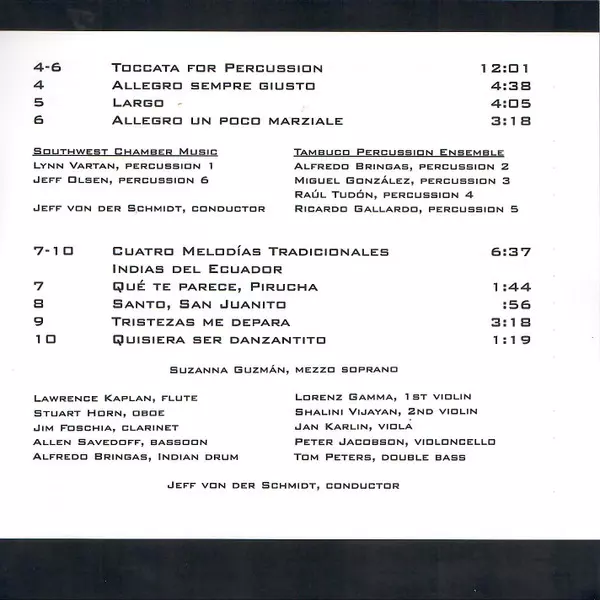 4-6 Toccata for Percussion 12:01
4 Allegro sempre giusto 4:38
5 Largo 4:05
6 Allegro un poco marziale 3:18
Southwest Chamber Music Tambuco Percussion Ensemble
Lynn Vartan, percussion 1 Alfredo Bringas, percussion 2
Jeff Olsen, percussion 6 Miguel González, percussion 3
Raúl Tudón, percussion 4
Jeff von der Schmidt, conductor Ricardo Gallardo, percussion 5
7-10 Cuatro Melodías Tradicionales 6:37
Indias del Ecuador
7 Qué te parece, Pirucha 1:44
8 Santo, San Juanito :56
9 Tristezas me depara 3:18
10 Quisiera ser danzantito 1:19
Suzanna Guzmán, mezzo soprano
Lawrence Kaplan, flute Lorenz Gamma, 1st violin
Stuart Horn, oboe Shalini Vijayan, 2nd violin
Jim Foschia, clarinet Jan Karlin, viola
Allen Savedoff, bassoon Peter Jacobson, violoncello
Alfredo Bringas, Indian drum Tom Peters, double bass
Jeff von der Schmidt, conductor